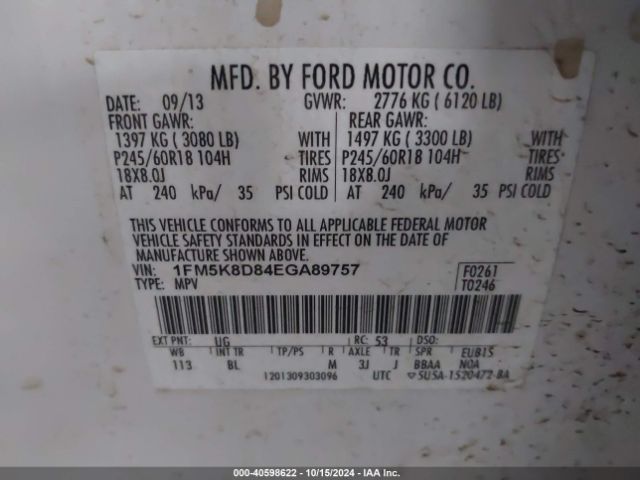 MFD. BY FORD MOTOR CO.
DATE: 09/13 GVWR: 2776 KG ( 6120 LB)
FRONT GAWR: REAR GAWR:
1397 KG ( 3080 LB) WITH 1497 KG ( 3300 LB) WITH
P245/60R18 104H TIRES P245/60R18 104H TIRES
18X8.0J RIMS 18X8.0J RIMS
AT 240 kPa/ 35 PSI COLD AT 240 kPa/ 35 PSI COLD
THIS VEHICLE CONFORMS TO ALL APPLICABLE FEDERAL MOTOR
VEHICLE SAFETY STANDARDS IN EFFECT ON THE DATE OF
MANUFACTURE SHOWN ABOVE.
VIN: 1FM5K8D84EGA89757 F0261
TYPE: MPV T0246
EXT PNT: UG RC: 53 DSO:
WB INT TR TP/PS R AXLE TR SPR EUB1S
113 BL M 3J J BBAA NOA
1201309303096 UTC ▽SU5A-1520472-BA
000-40598622 - 10/15/2024 - IAA Inc.